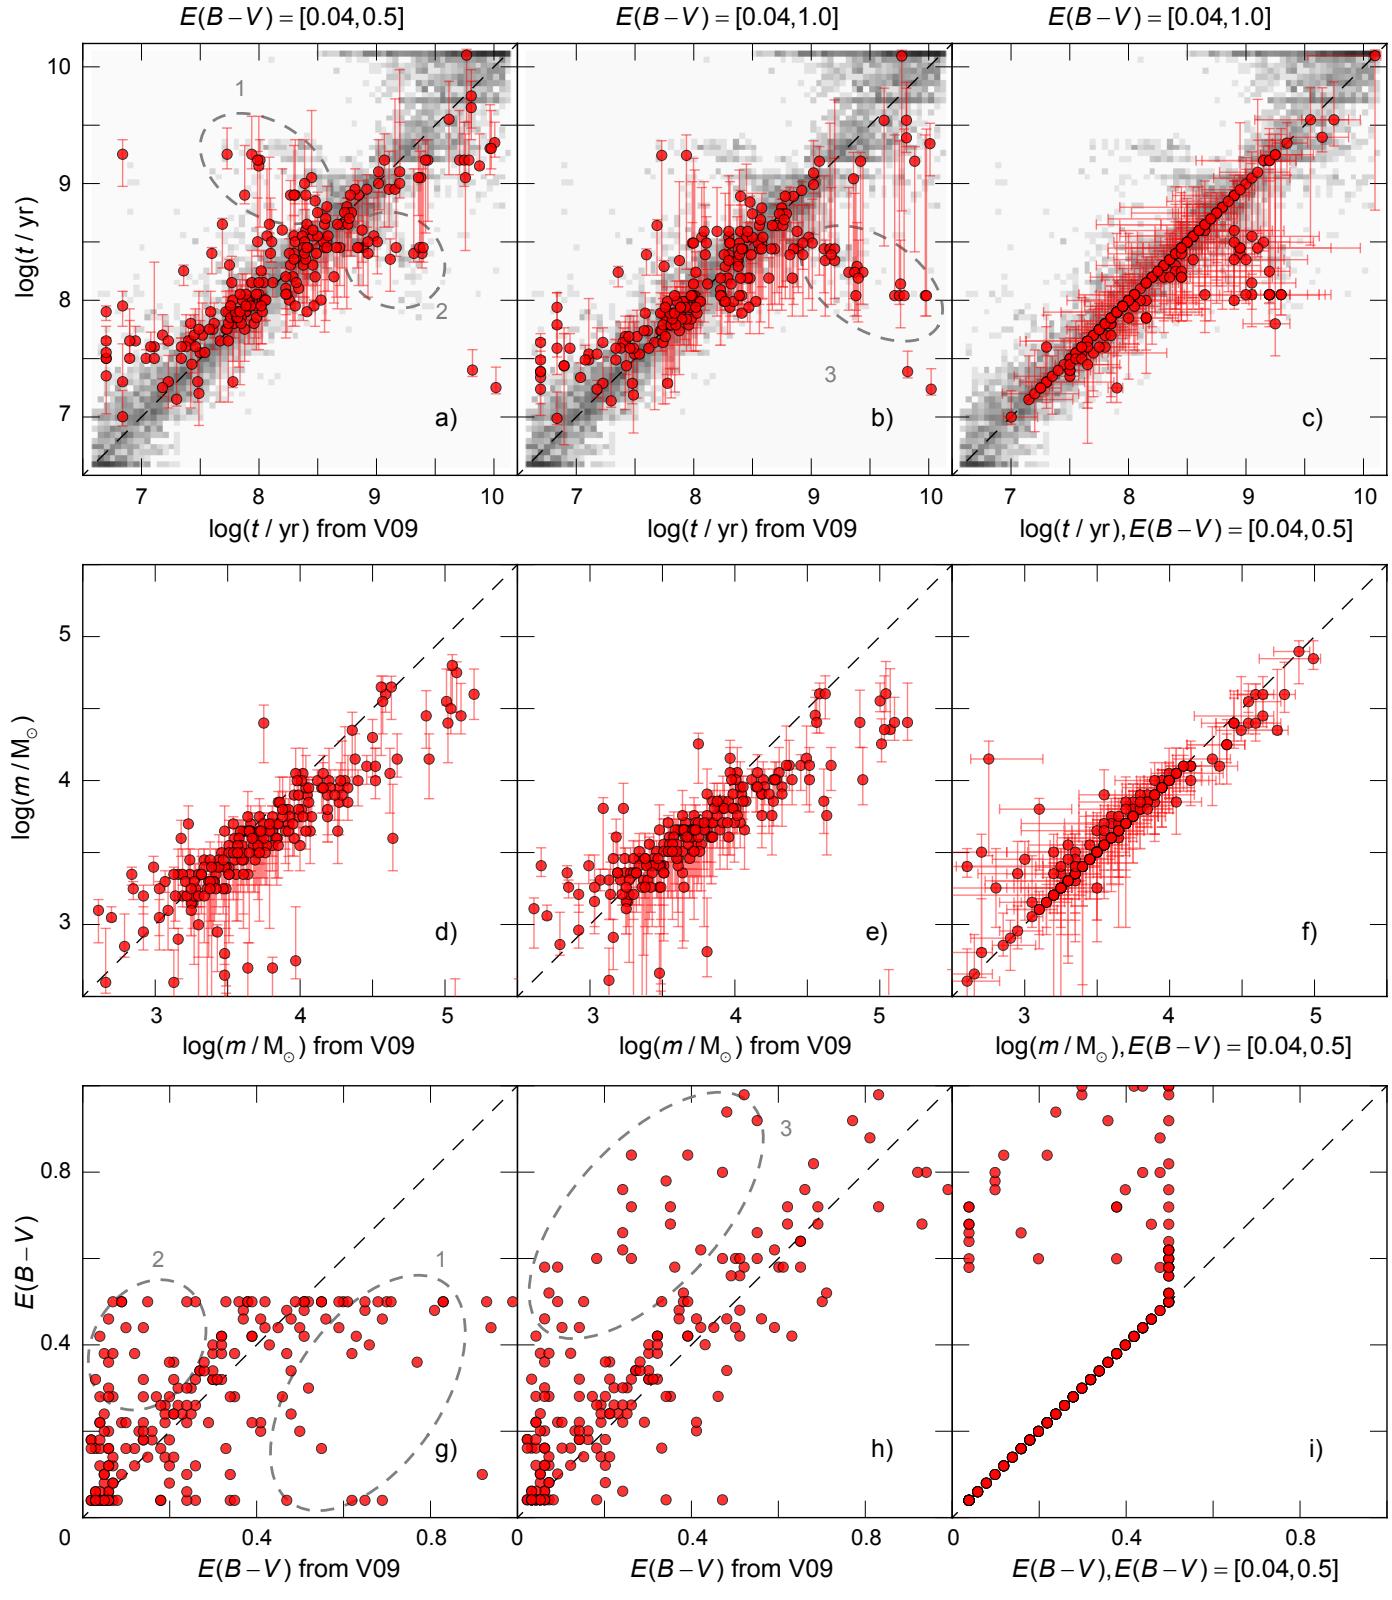 E(B−V) = [0.04,0.5]
E(B−V) = [0.04,1.0]
E(B−V) = [0.04,1.0]
log(t / yr)
10
9
8
7
1
2
a)
3
b)
c)
7 8 9 10
7 8 9 10
7 8 9 10
log(t / yr) from V09
log(t / yr) from V09
log(t / yr), E(B−V) = [0.04,0.5]
log(m / M☉)
5
4
3
d)
e)
f)
3 4 5
3 4 5
3 4 5
log(m / M☉) from V09
log(m / M☉) from V09
log(m / M☉), E(B−V) = [0.04,0.5]
E(B−V)
0.8
0.4
2
1
g)
3
h)
i)
0 0.4 0.8
0 0.4 0.8
0 0.4 0.8
E(B−V) from V09
E(B−V) from V09
E(B−V), E(B−V) = [0.04,0.5]